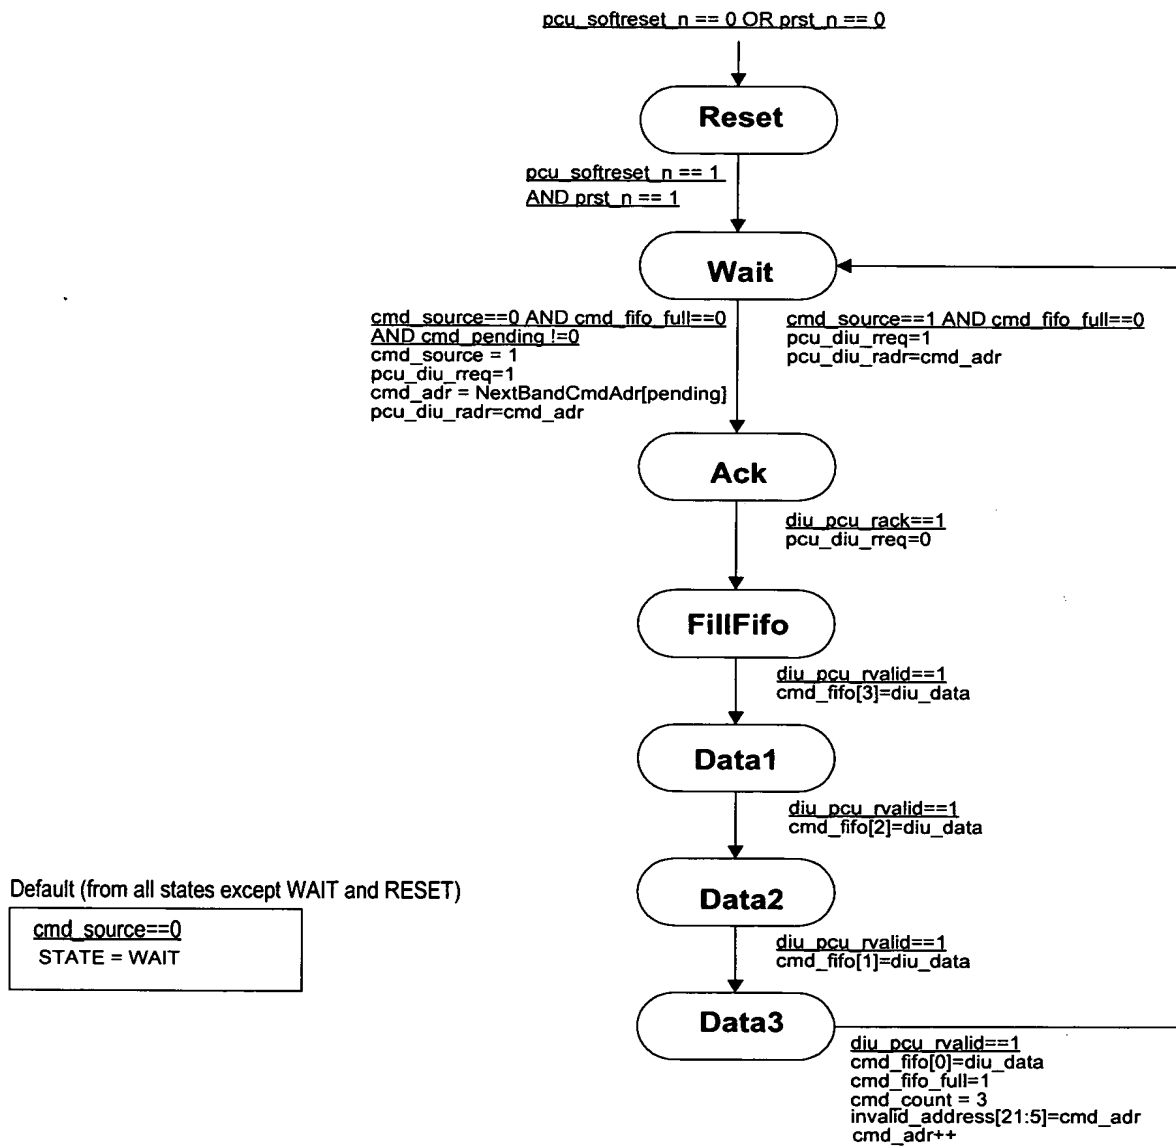 pcu_softreset_n == 0 OR prst_n == 0
Reset
pcu_softreset_n == 1
AND prst_n == 1
Wait
cmd_source==0 AND cmd_fifo_full==0
AND cmd_pending !=0
cmd_source = 1
pcu_diu_rreq=1
cmd_adr = NextBandCmdAdr[pending]
pcu_diu_radr=cmd_adr
cmd_source==1 AND cmd_fifo_full==0
pcu_diu_rreq=1
pcu_diu_radr=cmd_adr
Ack
diu_pcu_rack==1
pcu_diu_rreq=0
FillFifo
diu_pcu_rvalid==1
cmd_fifo[3]=diu_data
Data1
diu_pcu_rvalid==1
cmd_fifo[2]=diu_data
Data2
Default (from all states except WAIT and RESET)
cmd_source==0
STATE = WAIT
diu_pcu_rvalid==1
cmd_fifo[1]=diu_data
Data3
diu_pcu_rvalid==1
cmd_fifo[0]=diu_data
cmd_fifo_full=1
cmd_count = 3
invalid_address[21:5]=cmd_adr
cmd_adr++